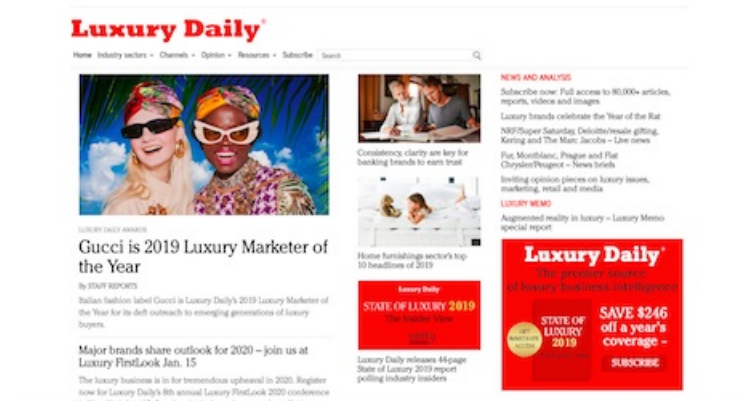 Luxury Daily®
Home Industry sectors Channels Opinion Resources Subscribe Search
LUXURY DAILY AWARDS
Gucci is 2019 Luxury Marketer of
the Year
By STAFF REPORTS
Italian fashion label Gucci is Luxury Daily's 2019 Luxury Marketer of
the Year for its deft outreach to emerging generations of luxury
buyers.
Major brands share outlook for 2020 – join us at
Luxury FirstLook Jan. 15
The luxury business is in for tremendous upheaval in 2020. Register
now for Luxury Daily's 8th annual Luxury FirstLook 2020 conference
Consistency, clarity are key for
banking brands to earn trust
Home furnishings sector's top
10 headlines of 2019
Luxury Daily
STATE OF LUXURY 2019
The Insider View
Luxury Daily releases 44-page
State of Luxury 2019 report
polling industry insiders
NEWS AND ANALYSIS
Subscribe now: Full access to 80,000+ articles,
reports, videos and images
Luxury brands celebrate the Year of the Rat
NRF/Super Saturday, Deloitte/resale gifting,
Kering and The Marc Jacobs – Live news
Fur, Montblanc, Prague and Fiat
Chrysler/Peugeot – News briefs
Inviting opinion pieces on luxury issues,
marketing, retail and media
LUXURY MEMO
Augmented reality in luxury – Luxury Memo
special report
Luxury Daily®
The premier source
of luxury business intelligence
GET
IMMEDIATE
ACCESS
STATE OF
LUXURY
2019
SAVE $246
off a year's
coverage –
SUBSCRIBE